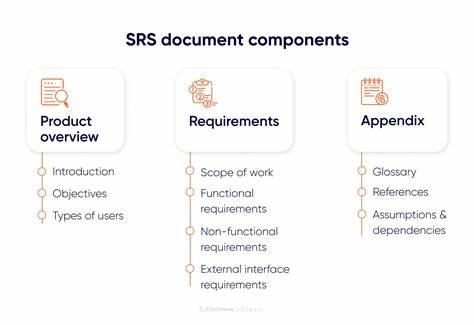 SRS document components
Product
overview
Introduction
Objectives
Types of users
Requirements
Scope of work
Functional
requirements
Non-functional
requirements
External interface
requirements
Appendix
Glossary
References
Assumptions &
dependencies